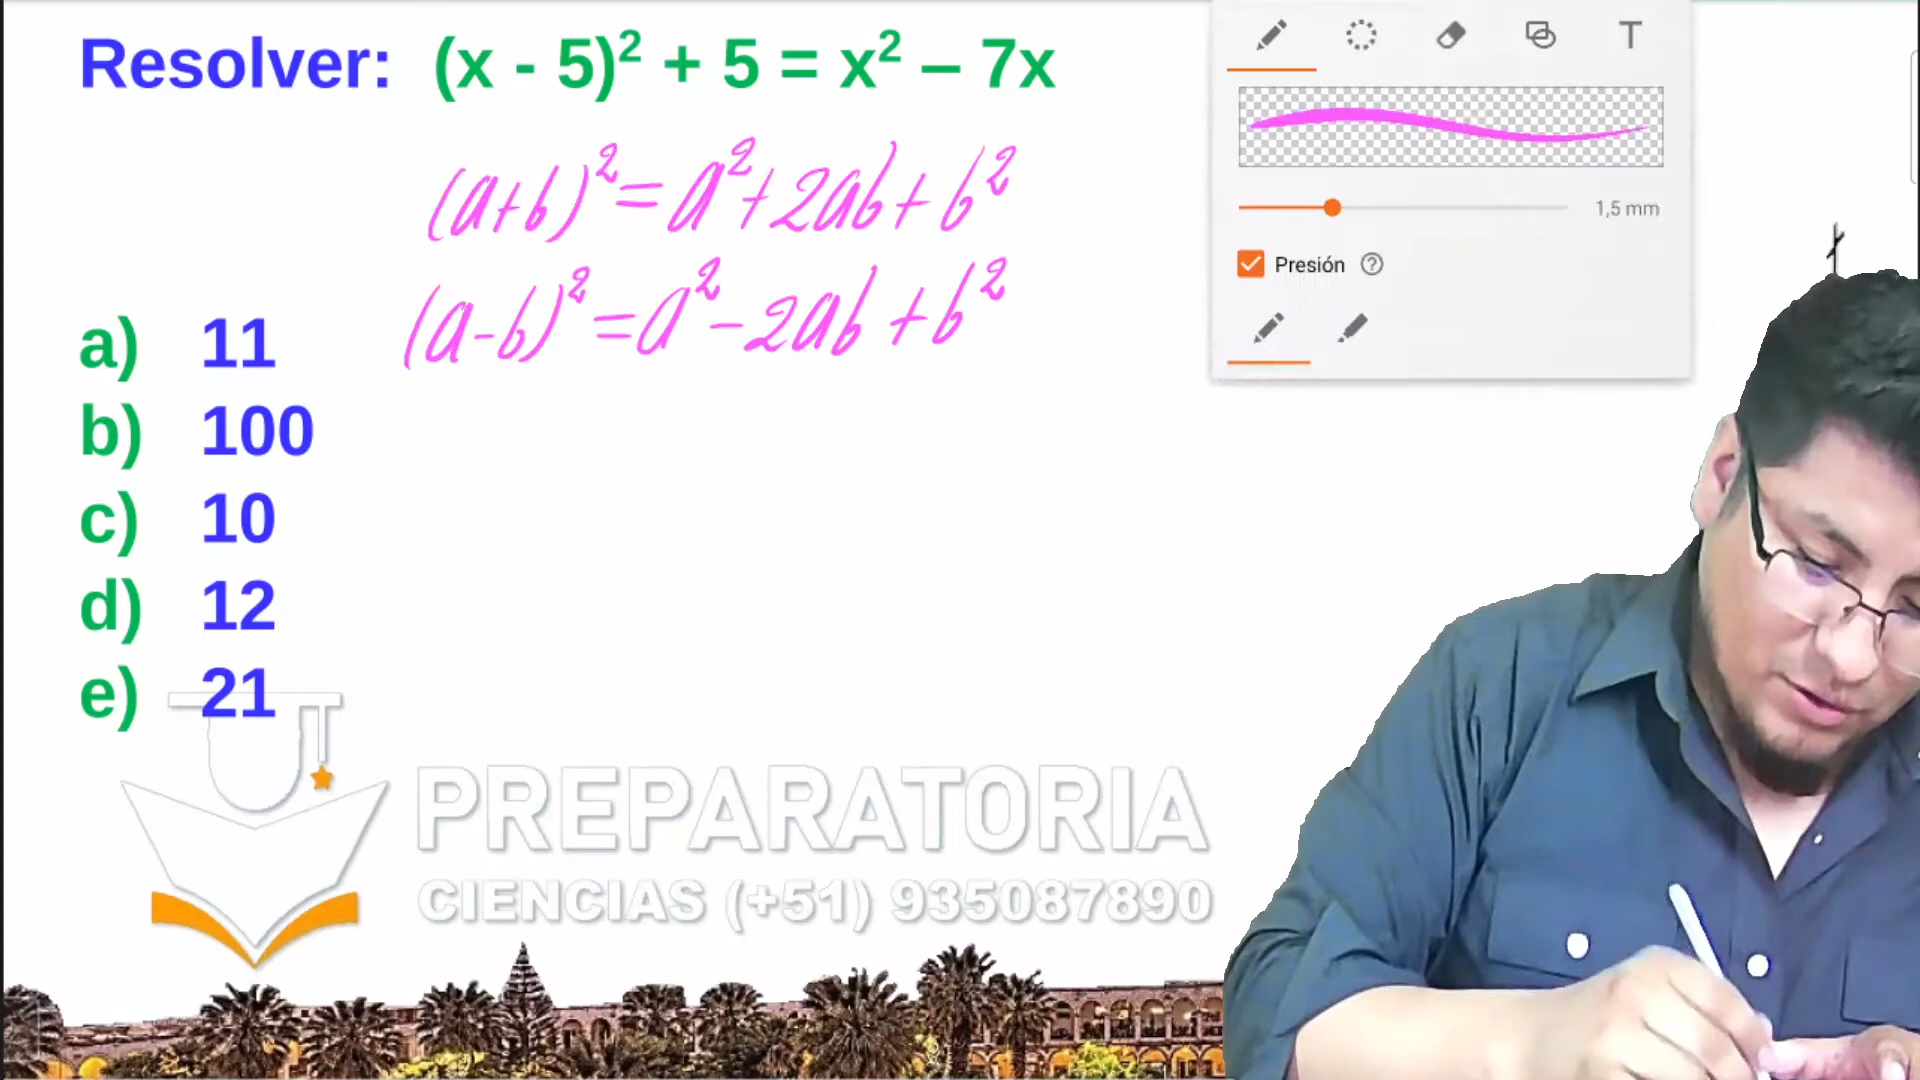 Resolver: (x - 5)² + 5 = x² – 7x
(a+b)² = a² + 2ab + b²
(a-b)² = a² - 2ab + b²
a) 11
b) 100
c) 10
d) 12
e) 21
T
1,5 mm
Presión ?
PREPARATORIA
CIENCIAS (+51) 935087890